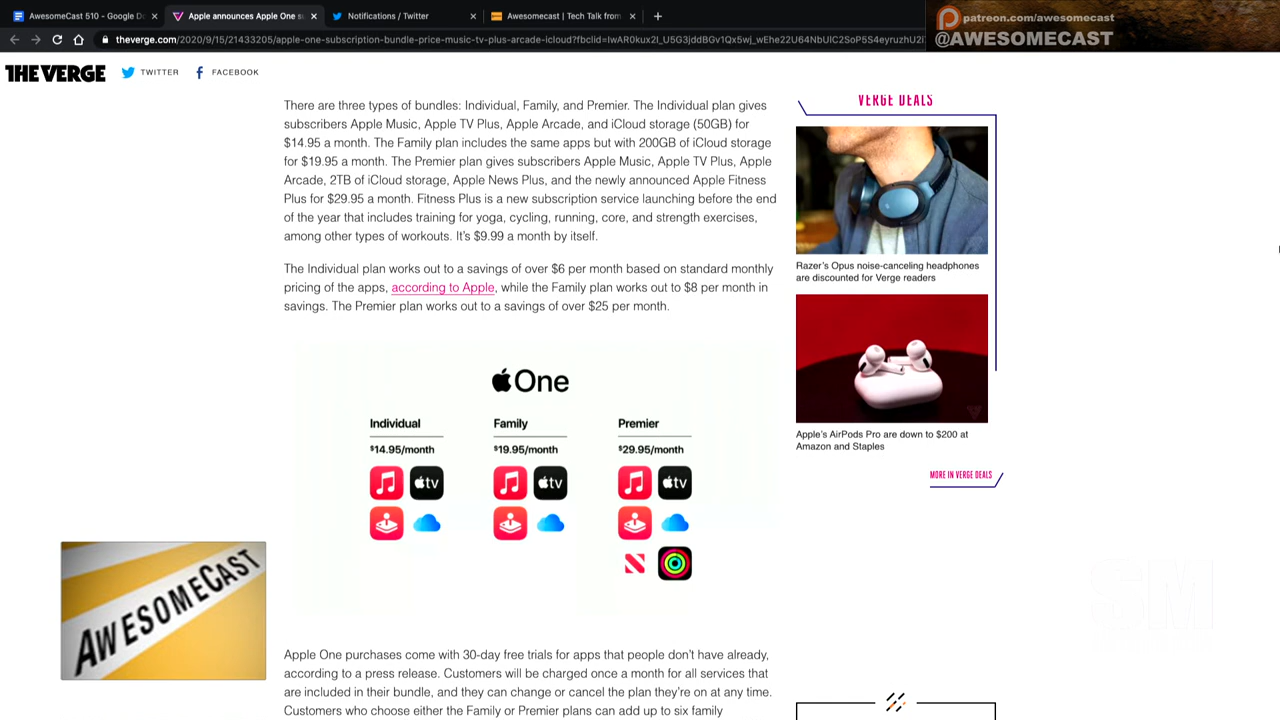 AwesomeCast 510 - Google Do
Apple announces Apple One su
Notifications / Twitter
Awesomecast | Tech Talk from
patreon.com/awesomecast
@AWESOMECAST
theverge.com/2020/9/15/21433205/apple-one-subscription-bundle-price-music-tv-plus-arcade-icloud?fbclid=IwAR0kux2I_U5G3jddBGv1Qx5wj_wEhe22U64NbUlC2SoP5S4eyruzhU2i
THE VERGE
TWITTER
FACEBOOK
There are three types of bundles: Individual, Family, and Premier. The Individual plan gives
subscribers Apple Music, Apple TV Plus, Apple Arcade, and iCloud storage (50GB) for
$14.95 a month. The Family plan includes the same apps but with 200GB of iCloud storage
for $19.95 a month. The Premier plan gives subscribers Apple Music, Apple TV Plus, Apple
Arcade, 2TB of iCloud storage, Apple News Plus, and the newly announced Apple Fitness
Plus for $29.95 a month. Fitness Plus is a new subscription service launching before the end
of the year that includes training for yoga, cycling, running, core, and strength exercises,
among other types of workouts. It's $9.99 a month by itself.
The Individual plan works out to a savings of over $6 per month based on standard monthly
pricing of the apps, according to Apple, while the Family plan works out to $8 per month in
savings. The Premier plan works out to a savings of over $25 per month.
One
Individual
$14.95/month
tv
Family
$19.95/month
tv
Premier
$29.95/month
tv
Apple One purchases come with 30-day free trials for apps that people don't have already,
according to a press release. Customers will be charged once a month for all services that
are included in their bundle, and they can change or cancel the plan they're on at any time.
Customers who choose either the Family or Premier plans can add up to six family
VERGE DEALS
Razer's Opus noise-canceling headphones
are discounted for Verge readers
Apple's AirPods Pro are down to $200 at
Amazon and Staples
MORE IN VERGE DEALS
AWESOMECAST